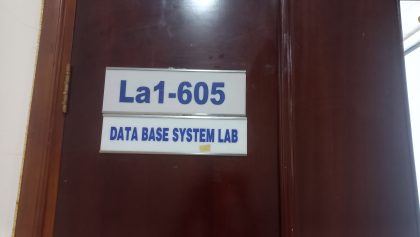 La1-605
DATA BASE SYSTEM LAB